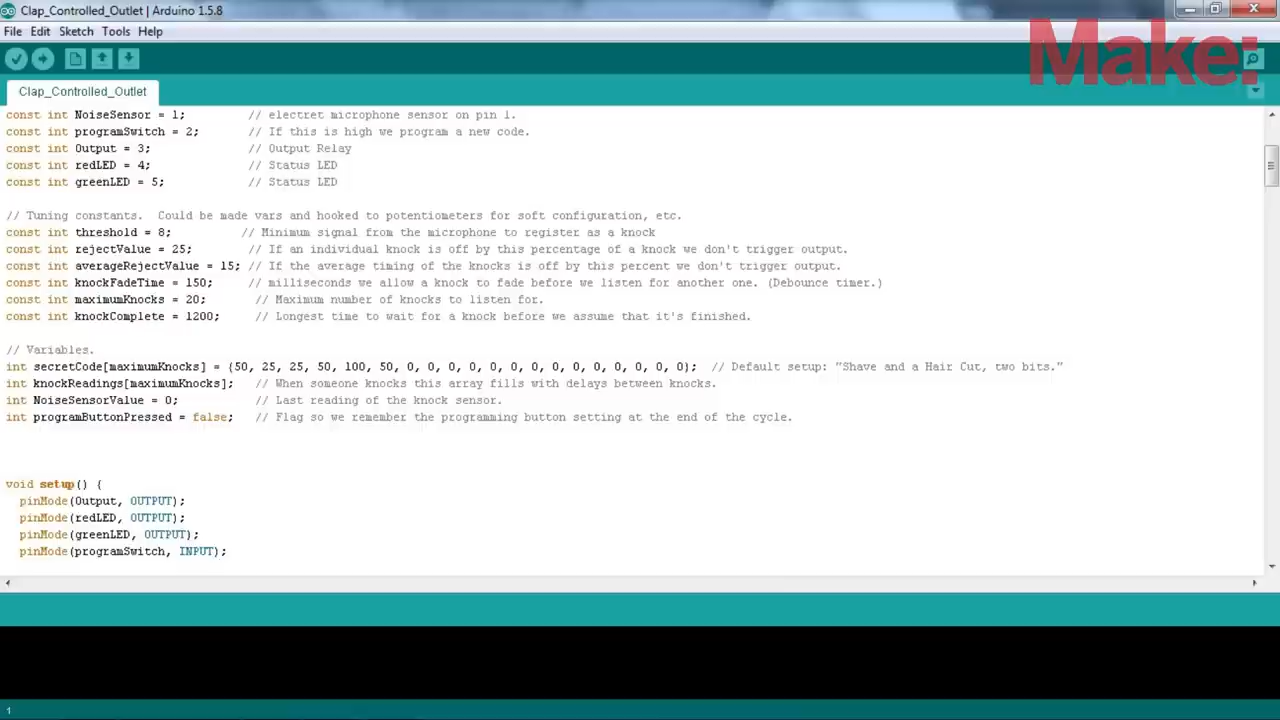 Clap_Controlled_Outlet | Arduino 1.5.8
File Edit Sketch Tools Help
Make:
Clap_Controlled_Outlet
const int NoiseSensor = 1; // electret microphone sensor on pin 1.
const int programSwitch = 2; // If this is high we program a new code.
const int Output = 3; // Output Relay
const int redLED = 4; // Status LED
const int greenLED = 5; // Status LED
// Tuning constants. Could be made vars and hooked to potentiometers for soft configuration, etc.
const int threshold = 8; // Minimum signal from the microphone to register as a knock
const int rejectValue = 25; // If an individual knock is off by this percentage of a knock we don't trigger output.
const int averageRejectValue = 15; // If the average timing of the knocks is off by this percent we don't trigger output.
const int knockFadeTime = 150; // milliseconds we allow a knock to fade before we listen for another one. (Debounce timer.)
const int maximumKnocks = 20; // Maximum number of knocks to listen for.
const int knockComplete = 1200; // Longest time to wait for a knock before we assume that it's finished.
// Variables.
int secretCode[maximumKnocks] = {50, 25, 25, 50, 100, 50, 0, 0, 0, 0, 0, 0, 0, 0, 0, 0, 0, 0, 0, 0}; // Default setup: "Shave and a Hair Cut, two bits."
int knockReadings[maximumKnocks]; // When someone knocks this array fills with delays between knocks.
int NoiseSensorValue = 0; // Last reading of the knock sensor.
int programButtonPressed = false; // Flag so we remember the programming button setting at the end of the cycle.
void setup() {
pinMode(Output, OUTPUT);
pinMode(redLED, OUTPUT);
pinMode(greenLED, OUTPUT);
pinMode(programSwitch, INPUT);
1